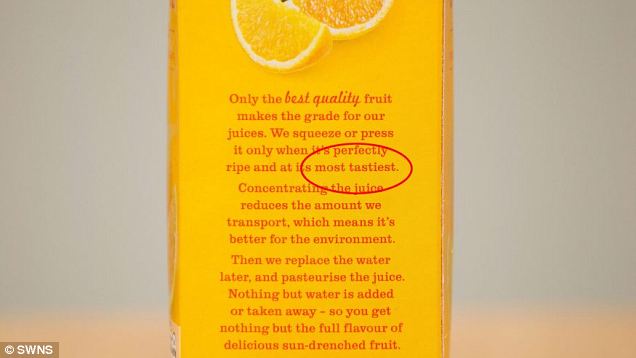 Only the best quality fruit
makes the grade for our
juices. We squeeze or press
it only when it's perfectly
ripe and at its most tastiest.
Concentrating the juice
reduces the amount we
transport, which means it's
better for the environment.
Then we replace the water
later, and pasteurise the juice.
Nothing but water is added
or taken away – so you get
nothing but the full flavour of
delicious sun-drenched fruit.
© SWNS